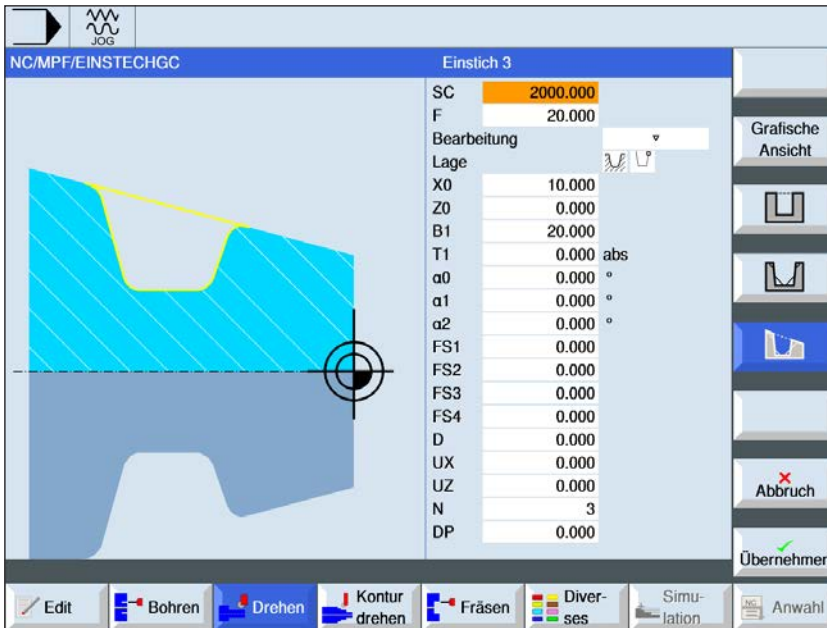 JOG
NC/MPF/EINSTECHGC
Einstich 3
SC 2000.000
F 20.000
Bearbeitung ▿
Lage
X0 10.000
Z0 0.000
B1 20.000
T1 0.000 abs
α0 0.000 °
α1 0.000 °
α2 0.000 °
FS1 0.000
FS2 0.000
FS3 0.000
FS4 0.000
D 0.000
UX 0.000
UZ 0.000
N 3
DP 0.000
Grafische
Ansicht
Abbruch
Übernehmen
Edit
Bohren
Drehen
Kontur
drehen
Fräsen
Diver-
ses
Simu-
lation
NC
Anwahl